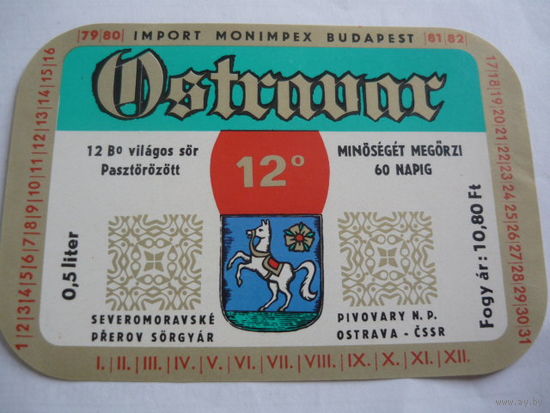 |79|80| IMPORT MONIMPEX BUDAPEST |81|82|
Ostravar
12 B° világos sör
Pasztörözött
12°
MINŐSÉGÉT MEGŐRZI
60 NAPIG
0,5 liter
Fogy ár: 10,80 Ft
SEVEROMORAVSKÉ
PŘEROV SÖRGYÁR
PIVOVARY N. P.
OSTRAVA - ČSSR
1|2|3|4|5|6|7|8|9|10|11|12|13|14|15|16
17|18|19|20|21|22|23|24|25|26|27|28|29|30|31
I.|II.|III.|IV.|V.|VI.|VII.|VIII.|IX.|X.|XI.|XII.
www.ay.by